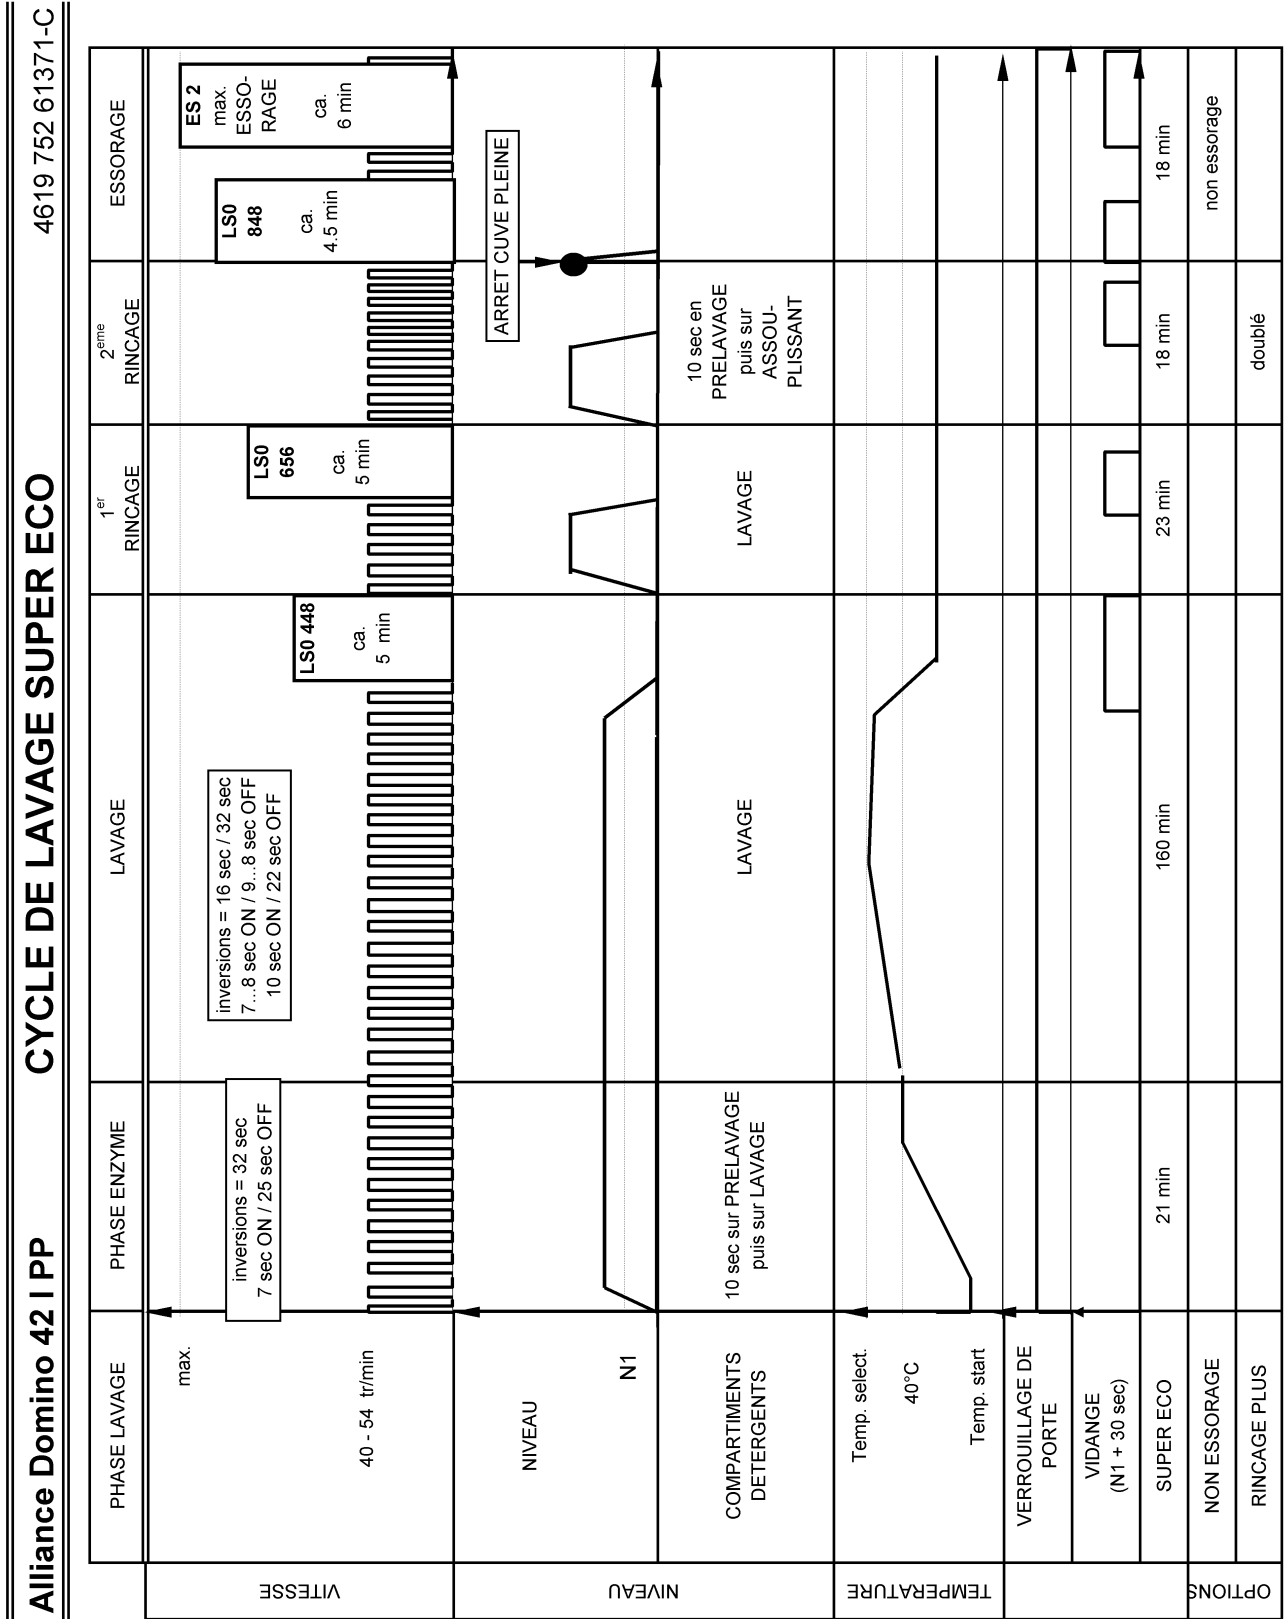 Alliance Domino 42 l PP
CYCLE DE LAVAGE SUPER ECO
4619 752 61371-C
PHASE LAVAGE
PHASE ENZYME
LAVAGE
1er
RINCAGE
2eme
RINCAGE
ESSORAGE
VITESSE
max.
40 - 54 tr/min
inversions = 32 sec
7 sec ON / 25 sec OFF
inversions = 16 sec / 32 sec
7...8 sec ON / 9...8 sec OFF
10 sec ON / 22 sec OFF
LS0 448
ca.
5 min
LS0
656
ca.
5 min
LS0
848
ca.
4.5 min
ES 2
max.
ESSO-
RAGE
ca.
6 min
NIVEAU
NIVEAU
N1
ARRET CUVE PLEINE
COMPARTIMENTS
DETERGENTS
10 sec sur PRELAVAGE
puis sur LAVAGE
LAVAGE
LAVAGE
10 sec en
PRELAVAGE
puis sur
ASSOU-
PLISSANT
TEMPERATURE
Temp. select.
40°C
Temp. start
VERROUILLAGE DE
PORTE
VIDANGE
(N1 + 30 sec)
OPTIONS
SUPER ECO
21 min
160 min
23 min
18 min
18 min
NON ESSORAGE
non essorage
RINCAGE PLUS
doublé